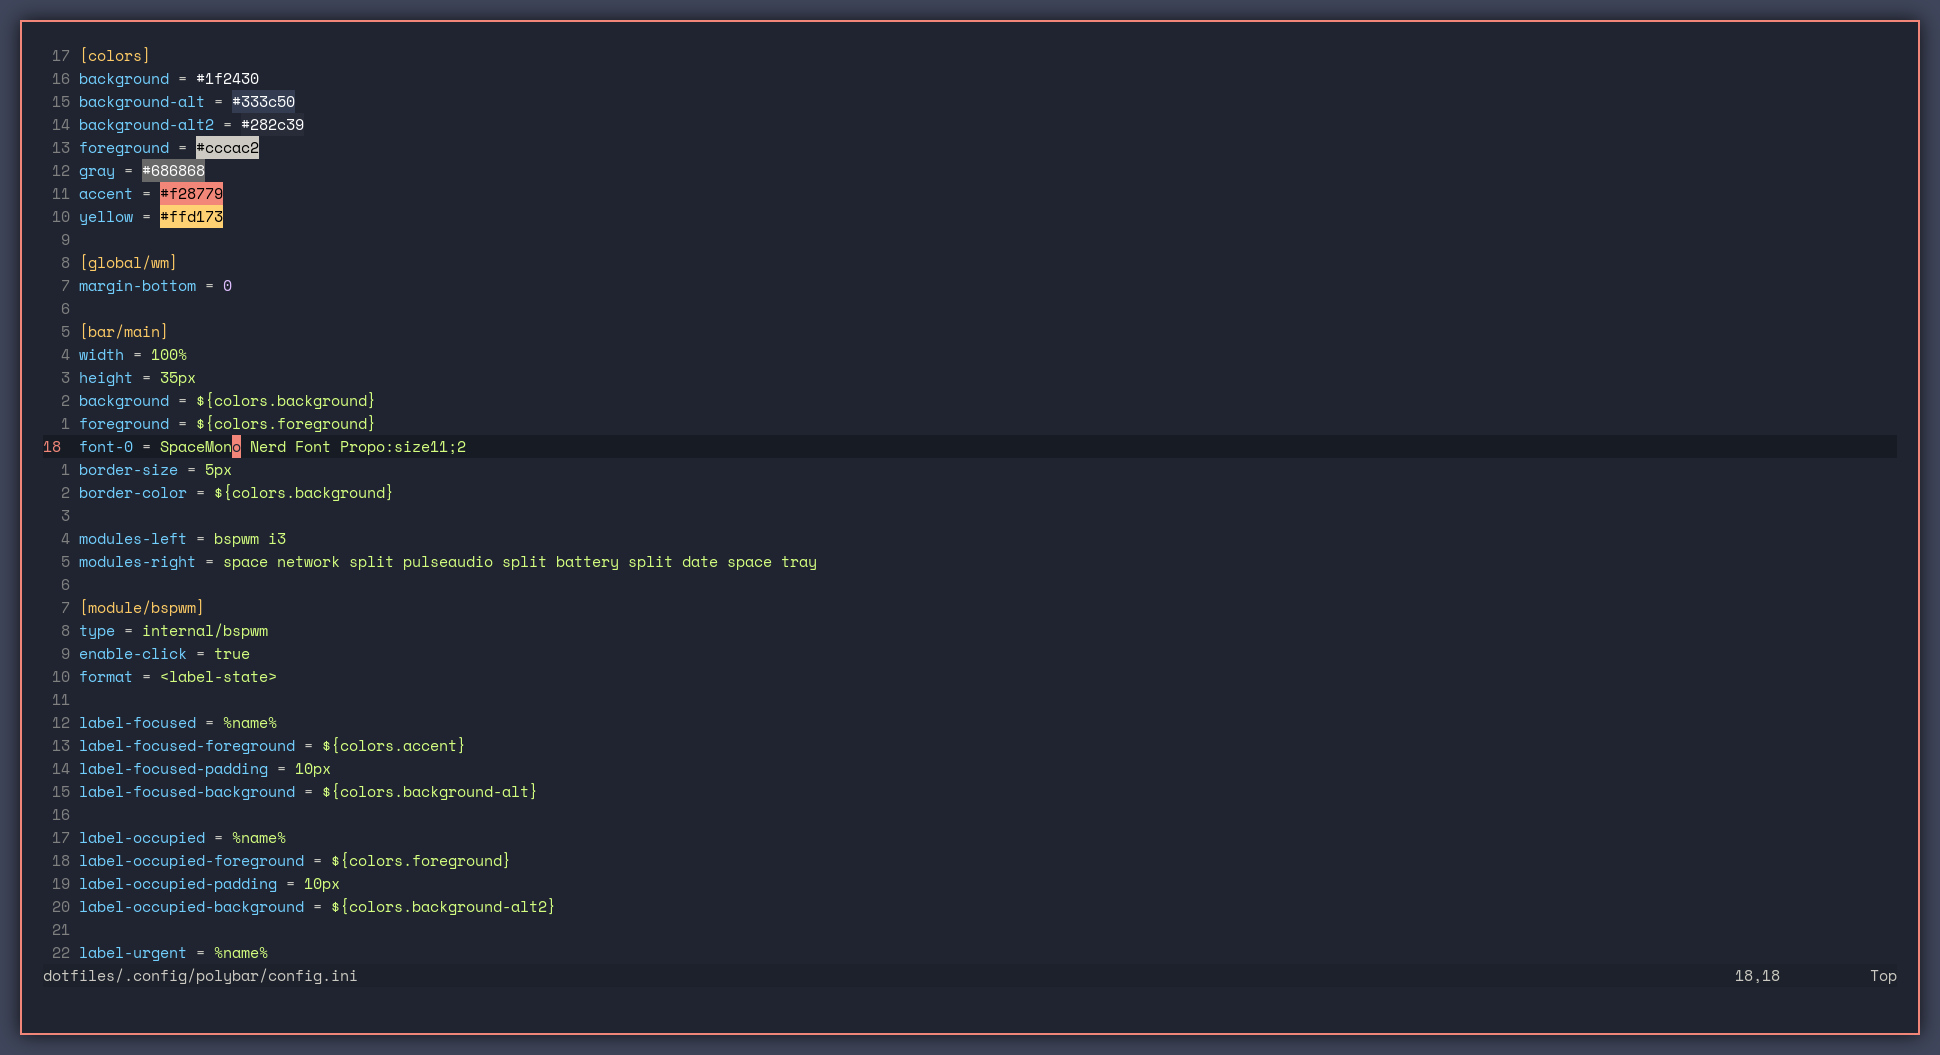 17 [colors]
16 background = #1f2430
15 background-alt = #333c50
14 background-alt2 = #282c39
13 foreground = #cccac2
12 gray = #686868
11 accent = #f28779
10 yellow = #ffd173
9
8 [global/wm]
7 margin-bottom = 0
6
5 [bar/main]
4 width = 100%
3 height = 35px
2 background = ${colors.background}
1 foreground = ${colors.foreground}
18 font-0 = SpaceMono Nerd Font Propo:size11;2
1 border-size = 5px
2 border-color = ${colors.background}
3
4 modules-left = bspwm i3
5 modules-right = space network split pulseaudio split battery split date space tray
6
7 [module/bspwm]
8 type = internal/bspwm
9 enable-click = true
10 format = <label-state>
11
12 label-focused = %name%
13 label-focused-foreground = ${colors.accent}
14 label-focused-padding = 10px
15 label-focused-background = ${colors.background-alt}
16
17 label-occupied = %name%
18 label-occupied-foreground = ${colors.foreground}
19 label-occupied-padding = 10px
20 label-occupied-background = ${colors.background-alt2}
21
22 label-urgent = %name%
dotfiles/.config/polybar/config.ini 18,18 Top